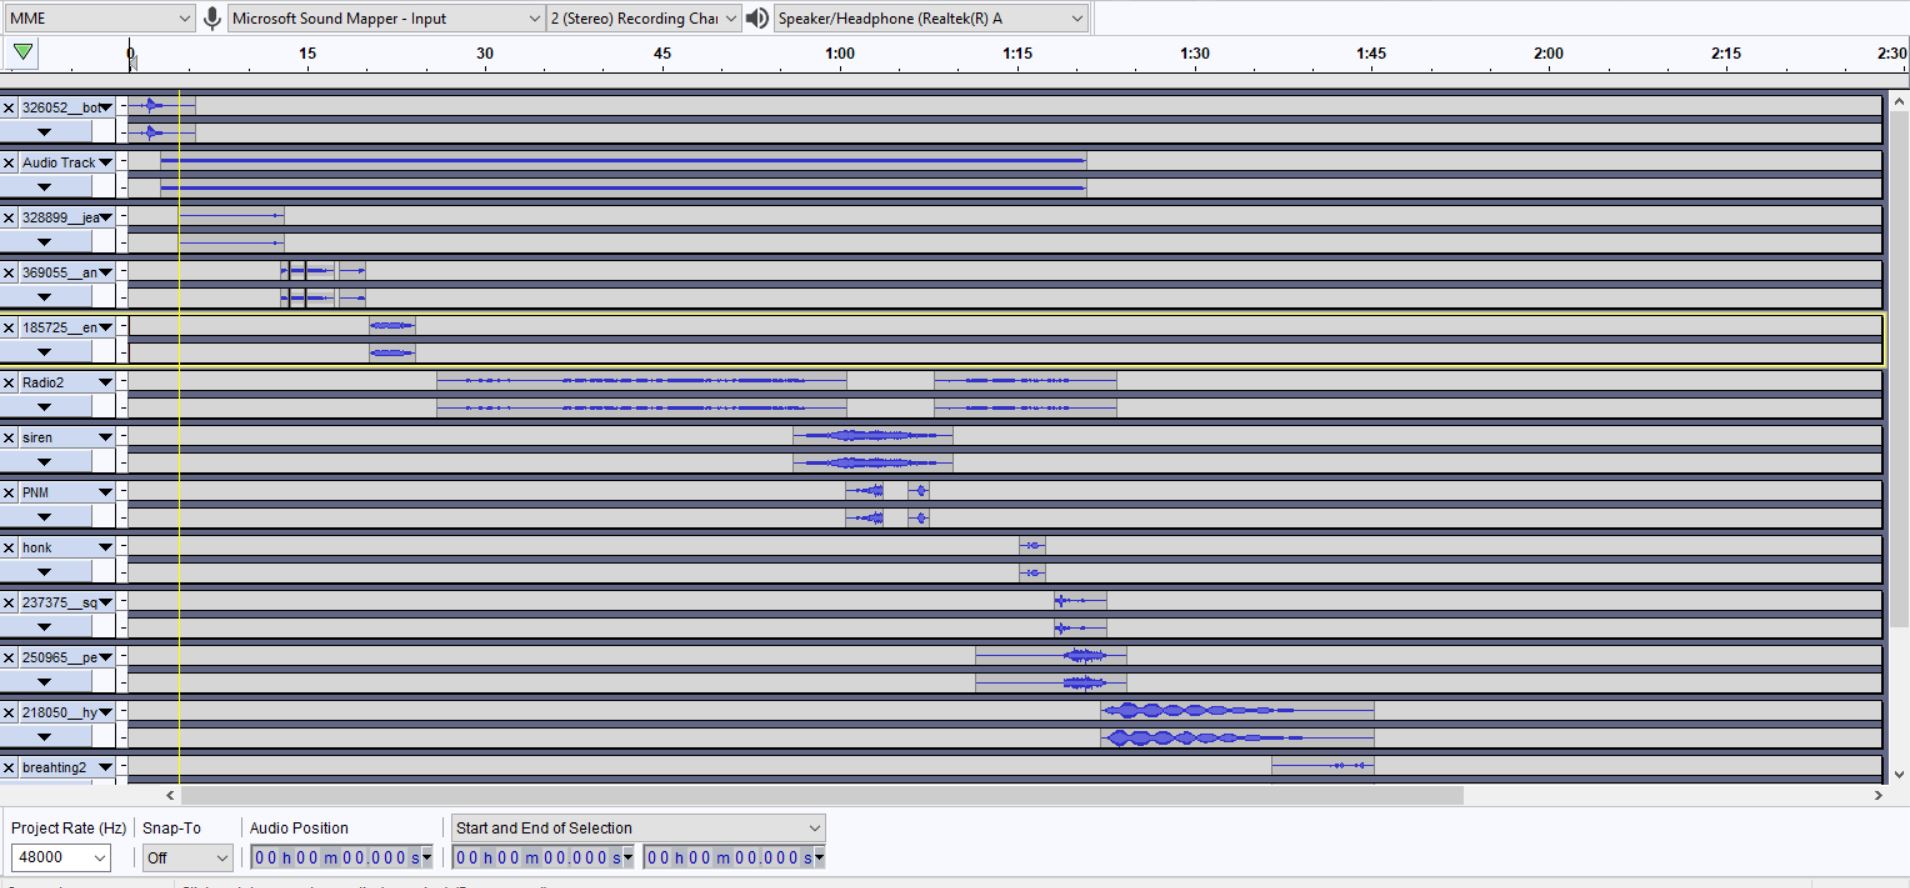 MME Microsoft Sound Mapper - Input 2 (Stereo) Recording Chai Speaker/Headphone (Realtek(R) A
0 15 30 45 1:00 1:15 1:30 1:45 2:00 2:15 2:30
326052__bot
Audio Track
328899__jea
369055__an
185725__en
Radio2
siren
PNM
honk
237375__sq
250965__pe
218050__hy
breahting2
Project Rate (Hz) Snap-To Audio Position Start and End of Selection
48000 Off 00 h 00 m 00.000 s 00 h 00 m 00.000 s 00 h 00 m 00.000 s